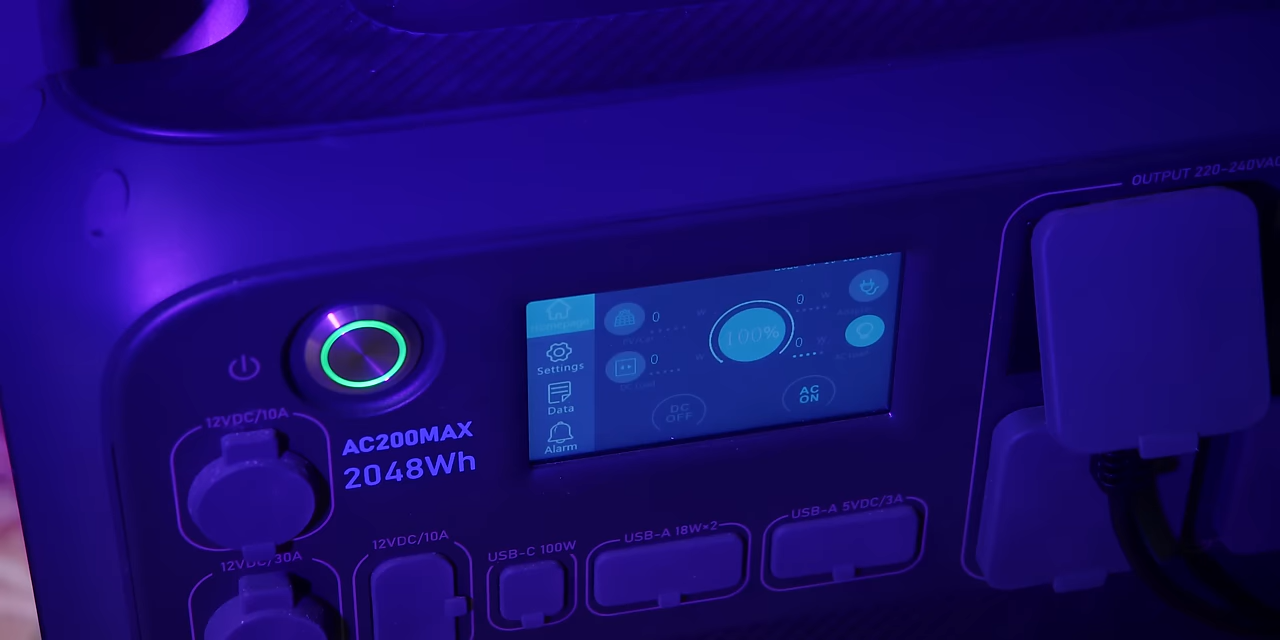 OUTPUT 220-240VAC
12VDC/10A
AC200MAX
2048Wh
Homepage
Settings
Data
Alarm
0
0
100%
0
0
DC
OFF
AC
ON
12VDC/30A
12VDC/10A
USB-C 100W
USB-A 18W×2
USB-A 5VDC/3A